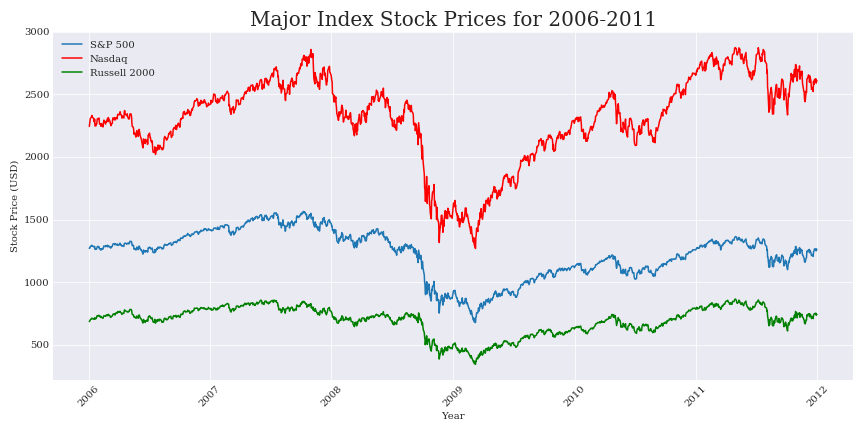 Major Index Stock Prices for 2006-2011
S&P 500
Nasdaq
Russell 2000
3000
2500
2000
1500
1000
500
Stock Price (USD)
2006
2007
2008
2009
2010
2011
2012
Year